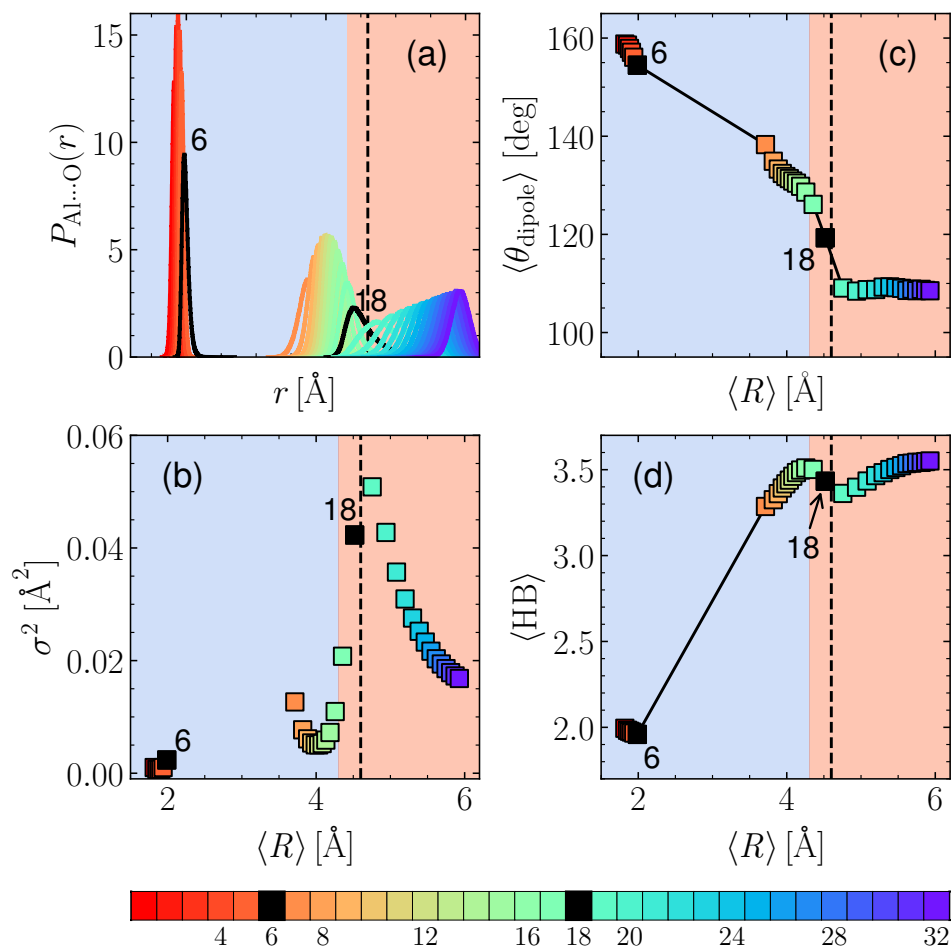 15
10
5
0
P_{Al···O}(r)
(a)
6
18
r [Å]
160
140
120
100
⟨θ_{dipole}⟩ [deg]
(c)
6
18
⟨R⟩ [Å]
0.06
0.04
0.02
0.00
σ² [Å²]
(b)
6
18
2 4 6
⟨R⟩ [Å]
3.5
3.0
2.5
2.0
⟨HB⟩
(d)
18
6
2 4 6
⟨R⟩ [Å]
4 6 8 12 16 18 20 24 28 32